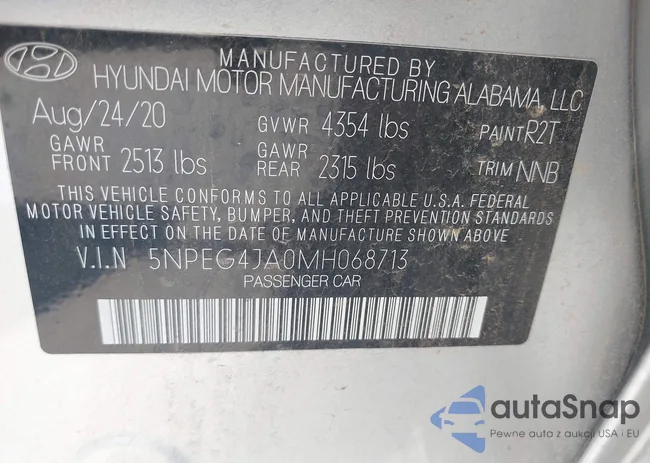 MANUFACTURED BY
HYUNDAI MOTOR MANUFACTURING ALABAMA, LLC
Aug/24/20 GVWR 4354 lbs PAINT R2T
GAWR FRONT 2513 lbs GAWR REAR 2315 lbs TRIM NNB
THIS VEHICLE CONFORMS TO ALL APPLICABLE U.S.A. FEDERAL
MOTOR VEHICLE SAFETY, BUMPER, AND THEFT PREVENTION STANDARDS
IN EFFECT ON THE DATE OF MANUFACTURE SHOWN ABOVE.
V.I.N 5NPEG4JA0MH068713
PASSENGER CAR
autaSnap
Pewne auta z aukcji USA i EU